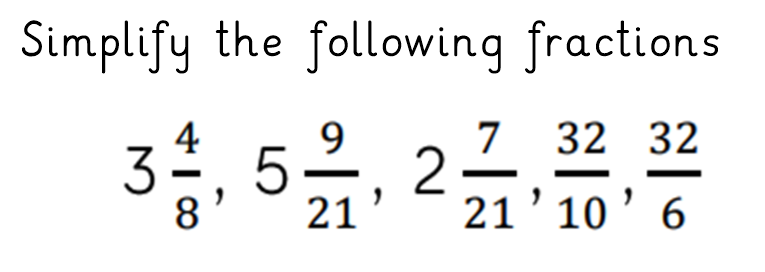 Simplify the following fractions
3 4/8, 5 9/21, 2 7/21, 32/10, 32/6